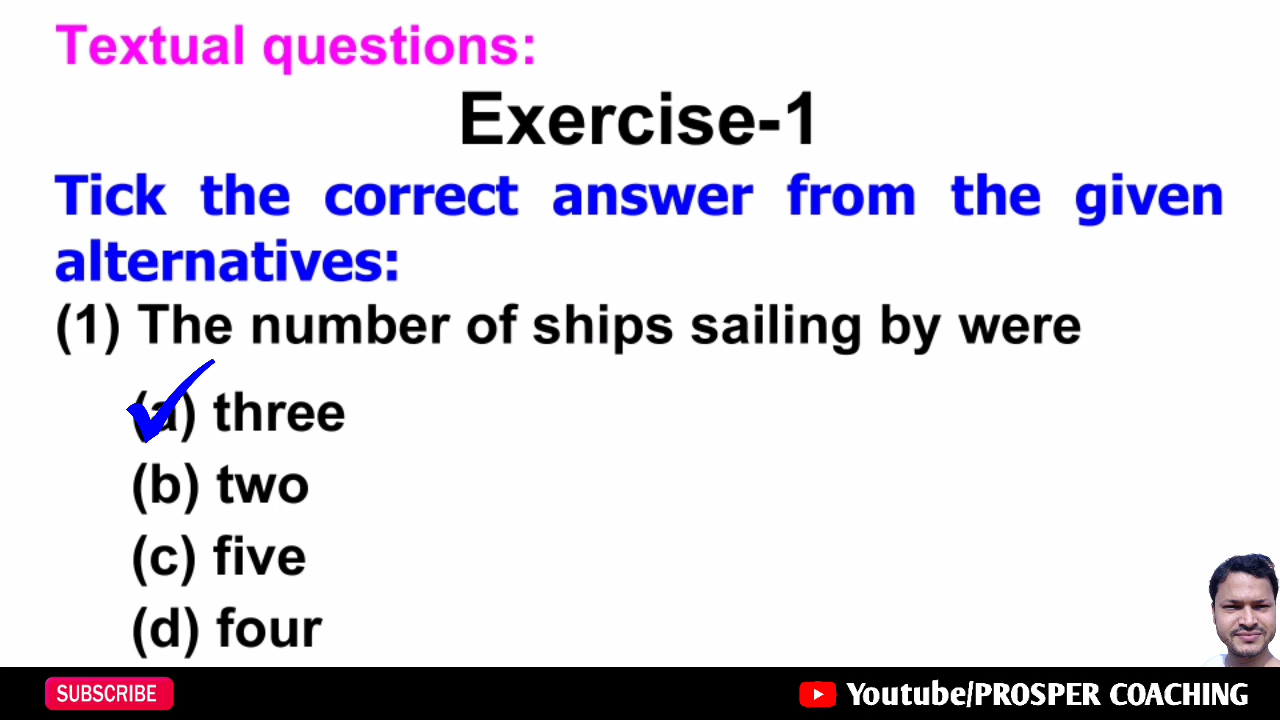 Textual questions:
Exercise-1
Tick the correct answer from the given
alternatives:
(1) The number of ships sailing by were
(a) three
(b) two
(c) five
(d) four
SUBSCRIBE
Youtube/PROSPER COACHING